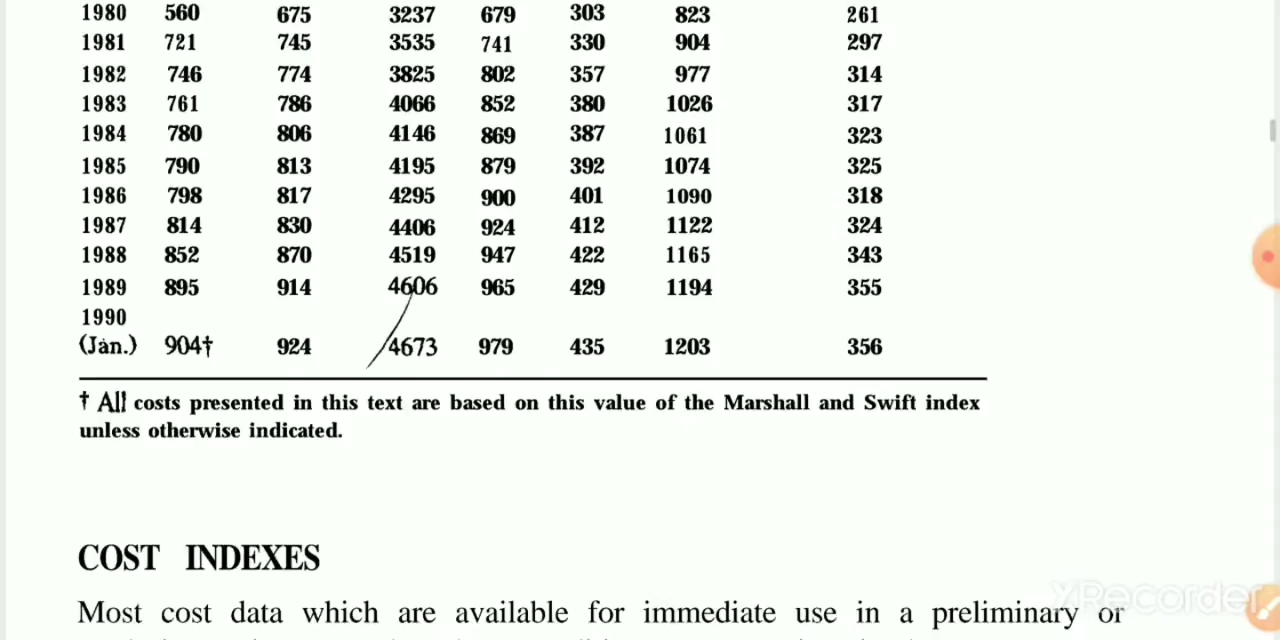 1980 560 675 3237 679 303 823 261
1981 721 745 3535 741 330 904 297
1982 746 774 3825 802 357 977 314
1983 761 786 4066 852 380 1026 317
1984 780 806 4146 869 387 1061 323
1985 790 813 4195 879 392 1074 325
1986 798 817 4295 900 401 1090 318
1987 814 830 4406 924 412 1122 324
1988 852 870 4519 947 422 1165 343
1989 895 914 4606 965 429 1194 355
1990
(Jan.) 904† 924 4673 979 435 1203 356
† All costs presented in this text are based on this value of the Marshall and Swift index
unless otherwise indicated.
COST INDEXES
Most cost data which are available for immediate use in a preliminary or
XRecorder